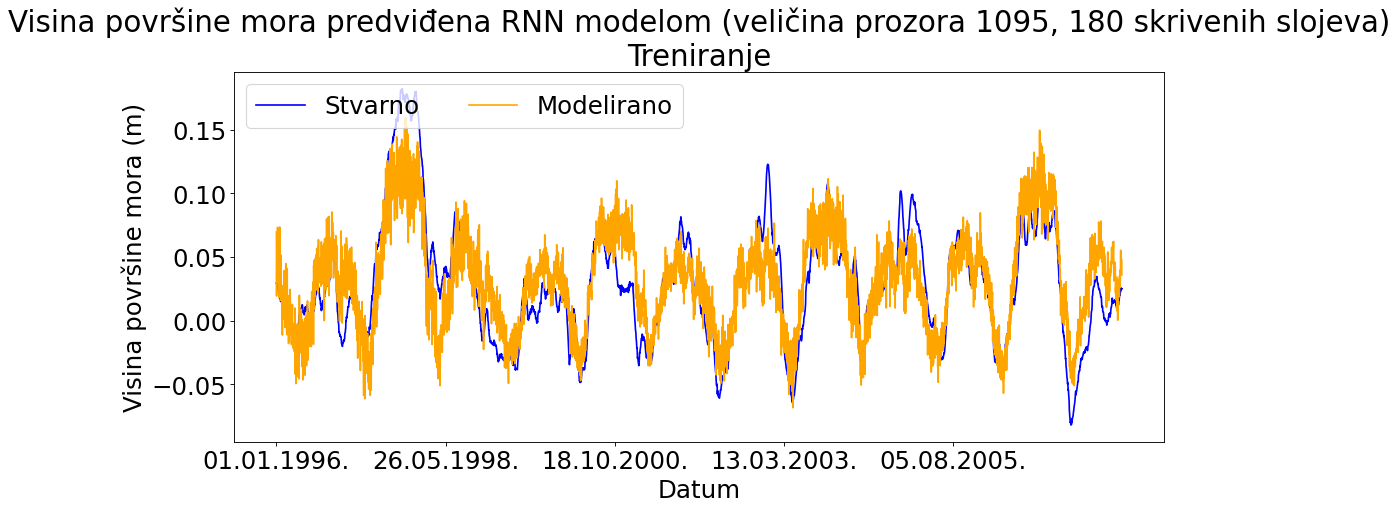 Visina površine mora predviđena RNN modelom (veličina prozora 1095, 180 skrivenih slojeva)
Treniranje
Stvarno Modelirano
Visina površine mora (m)
0.15
0.10
0.05
0.00
−0.05
01.01.1996. 26.05.1998. 18.10.2000. 13.03.2003. 05.08.2005.
Datum